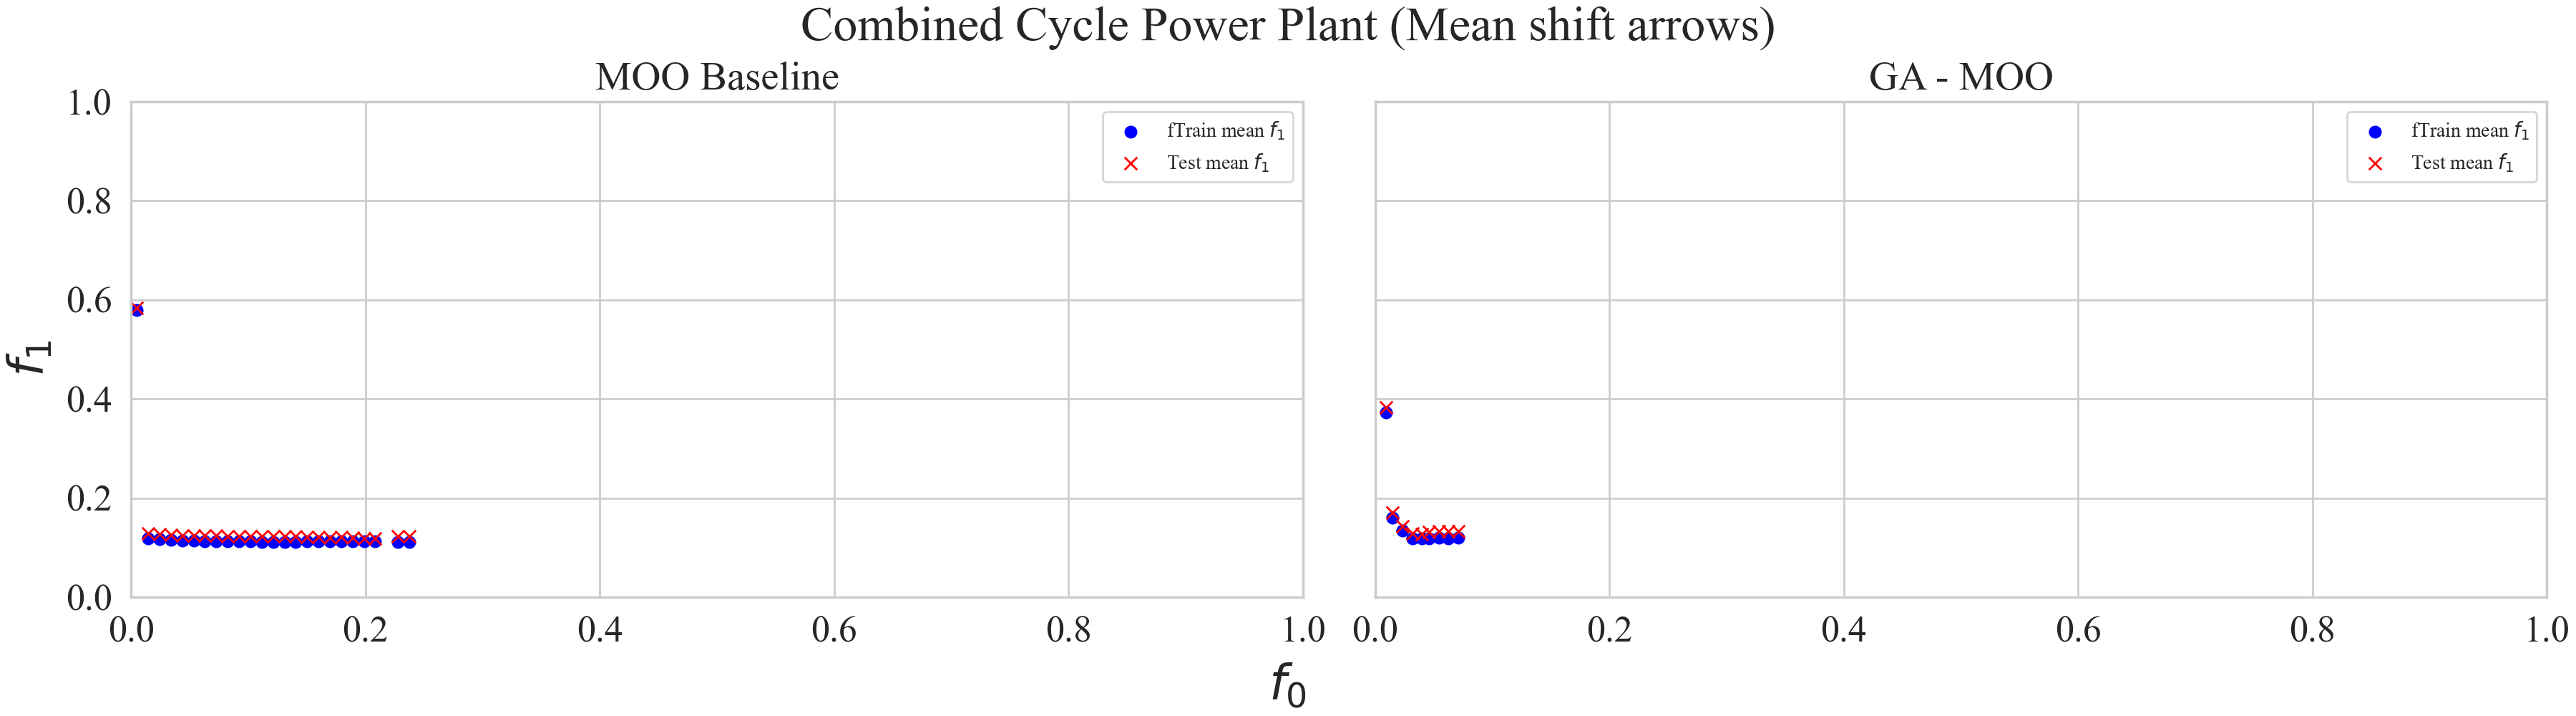 Combined Cycle Power Plant (Mean shift arrows)
MOO Baseline
GA - MOO
1.0
0.8
0.6
0.4
0.2
0.0
f₁
fTrain mean f₁
Test mean f₁
fTrain mean f₁
Test mean f₁
0.0 0.2 0.4 0.6 0.8 1.0
0.0 0.2 0.4 0.6 0.8 1.0
f₀